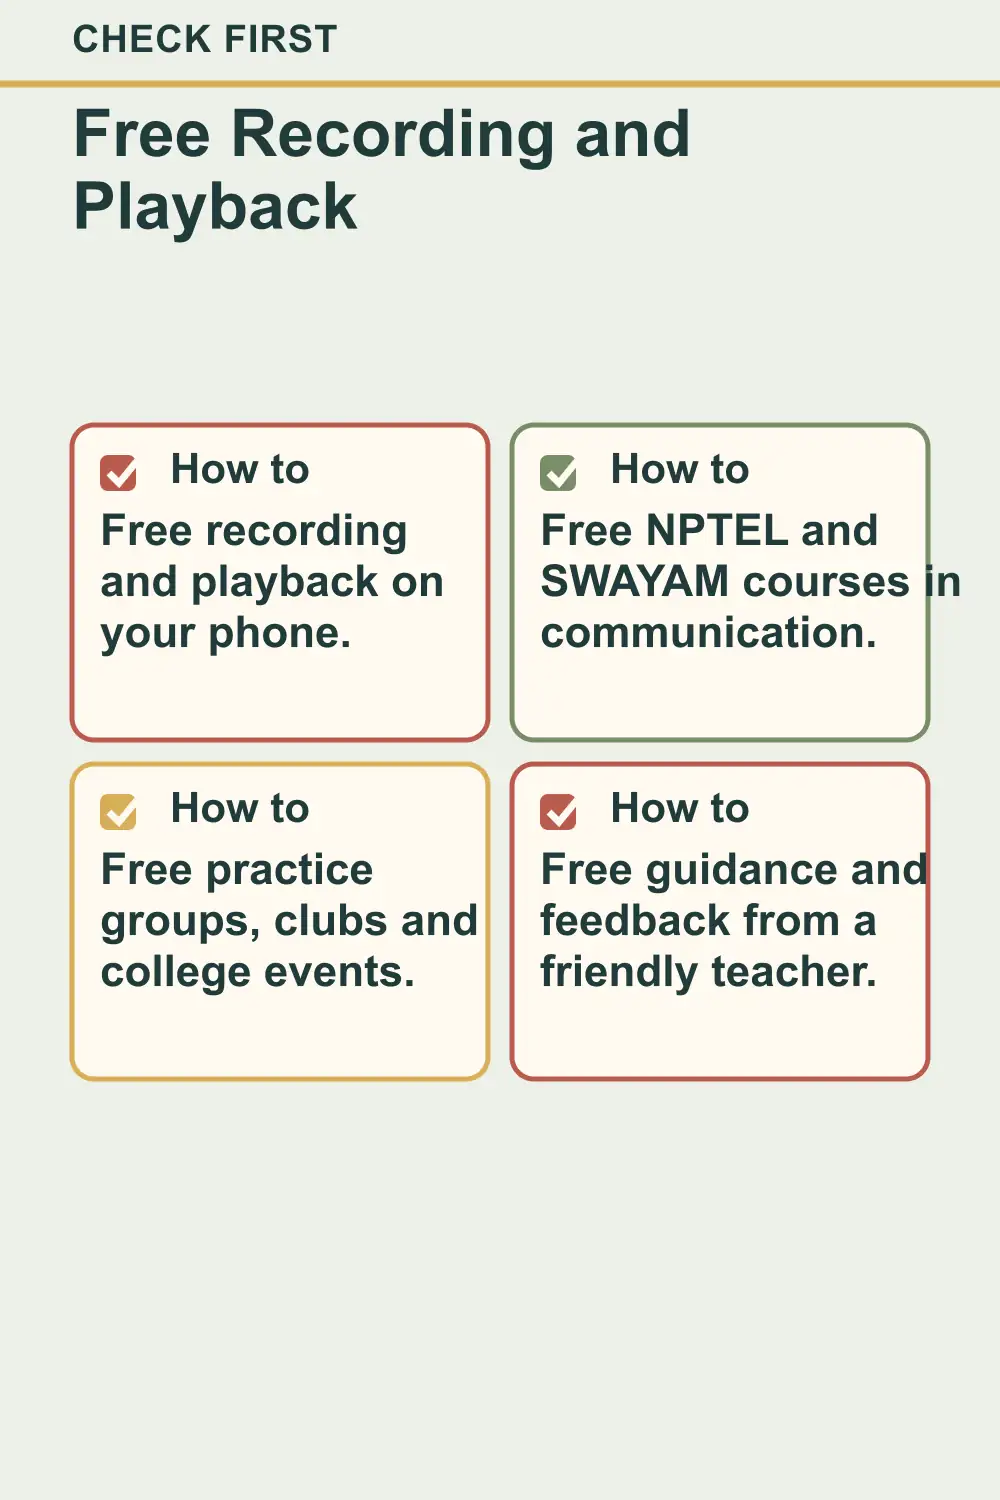 CHECK FIRST
Free Recording and
Playback
How to
Free recording
and playback on
your phone.
How to
Free NPTEL and
SWAYAM courses in
communication.
How to
Free practice
groups, clubs and
college events.
How to
Free guidance and
feedback from a
friendly teacher.